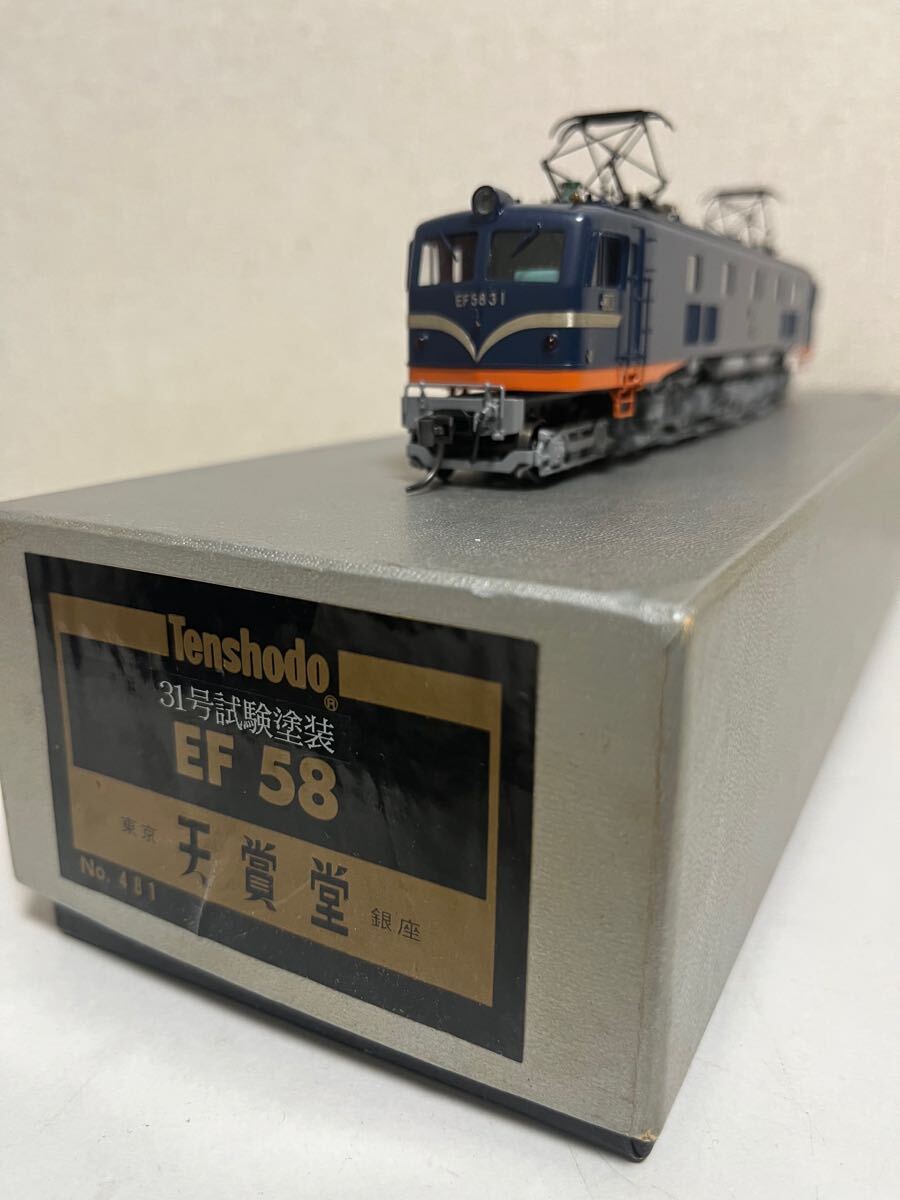 EF5831
Tenshodo®
31号試験塗装
EF 58
東京 天賞堂 銀座
No. 481